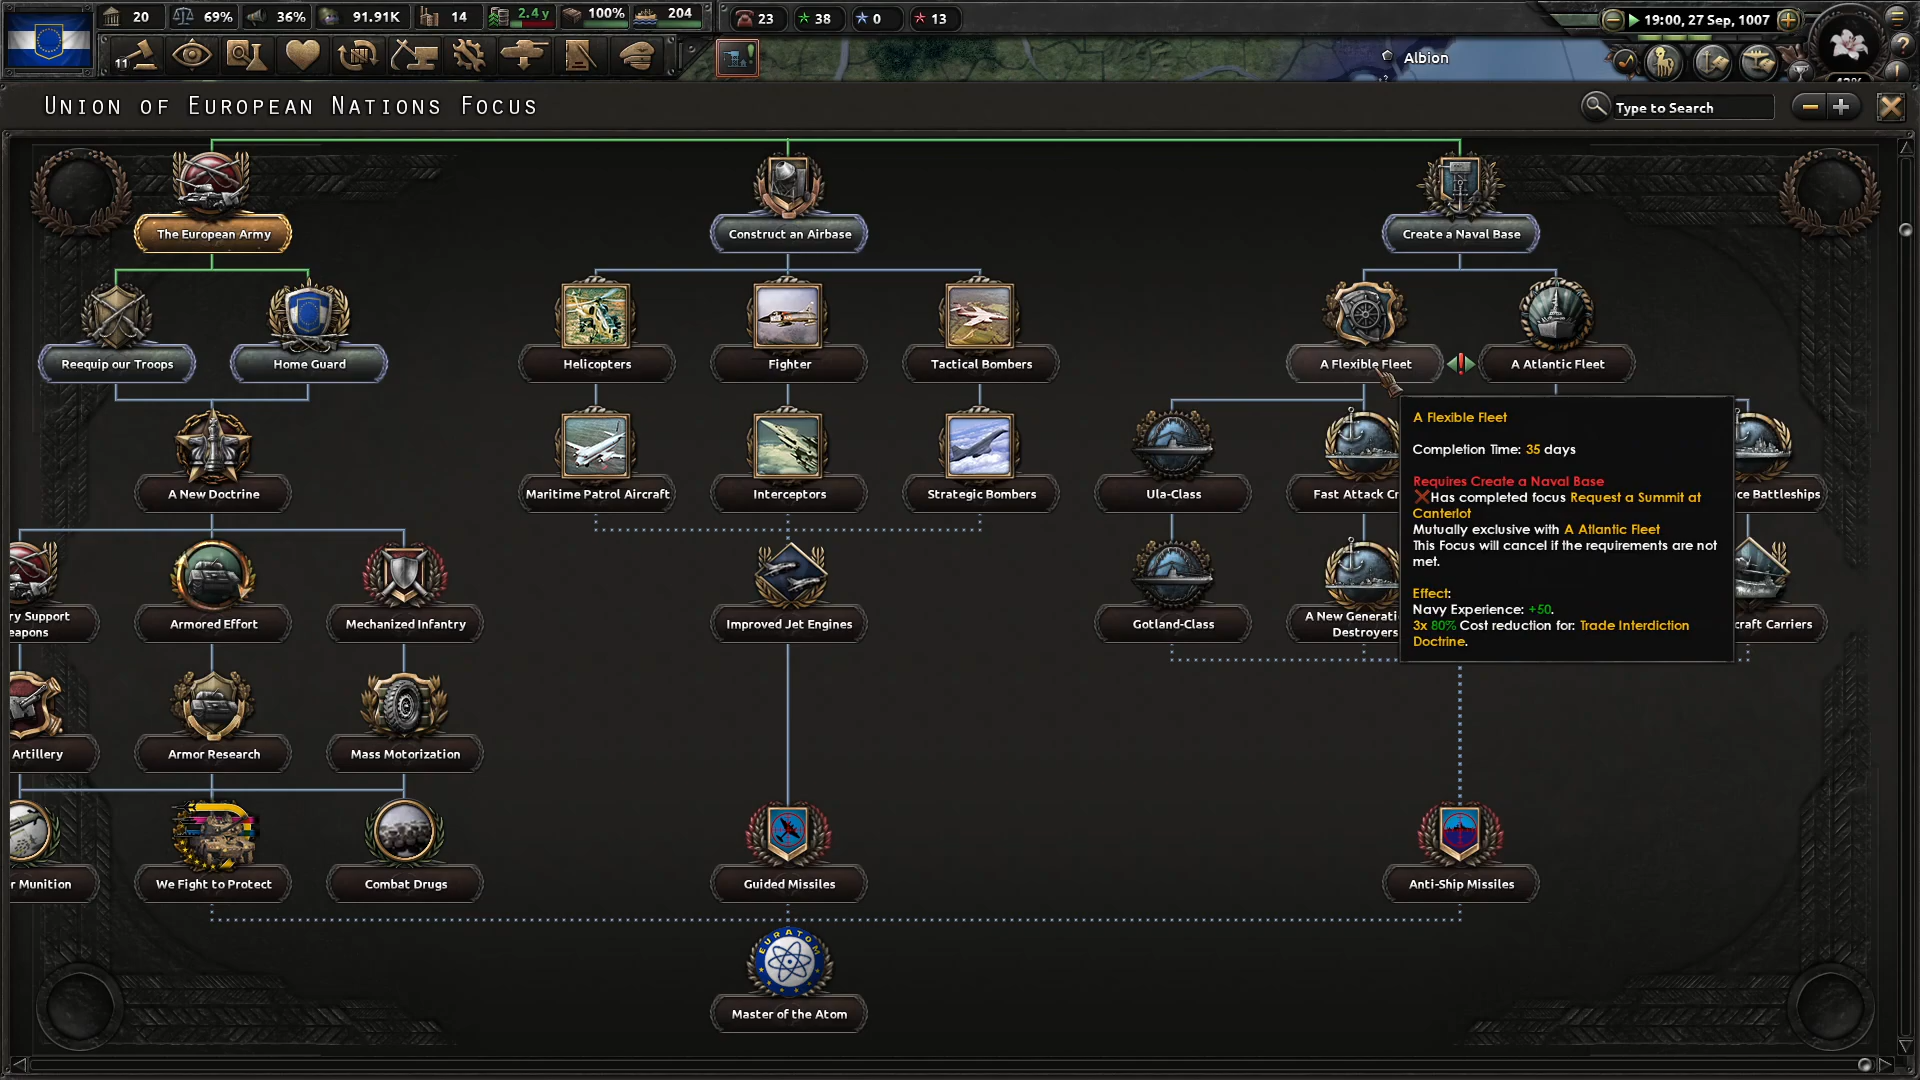 20 69% 36% 91.91K 14 2.4 y 100% 204 23 38 0 13 19:00, 27 Sep, 1007
11
Albion
Union of European Nations Focus
Type to Search
The European Army
Construct an Airbase
Create a Naval Base
Reequip our Troops
Home Guard
Helicopters
Fighter
Tactical Bombers
A Flexible Fleet
A Atlantic Fleet
A New Doctrine
Maritime Patrol Aircraft
Interceptors
Strategic Bombers
Ula-Class
Fast Attack Cr
ce Battleships
A Flexible Fleet
Completion Time: 35 days
Requires Create a Naval Base
Has completed focus Request a Summit at
Canterlot
Mutually exclusive with A Atlantic Fleet
This Focus will cancel if the requirements are not
met.
Effect:
Navy Experience: +50.
3x 80% Cost reduction for: Trade Interdiction
Doctrine.
ry Support
eapons
Armored Effort
Mechanized Infantry
Improved Jet Engines
Gotland-Class
A New Generati
Destroyers
craft Carriers
Artillery
Armor Research
Mass Motorization
r Munition
We Fight to Protect
Combat Drugs
Guided Missiles
Anti-Ship Missiles
EURATOM
Master of the Atom